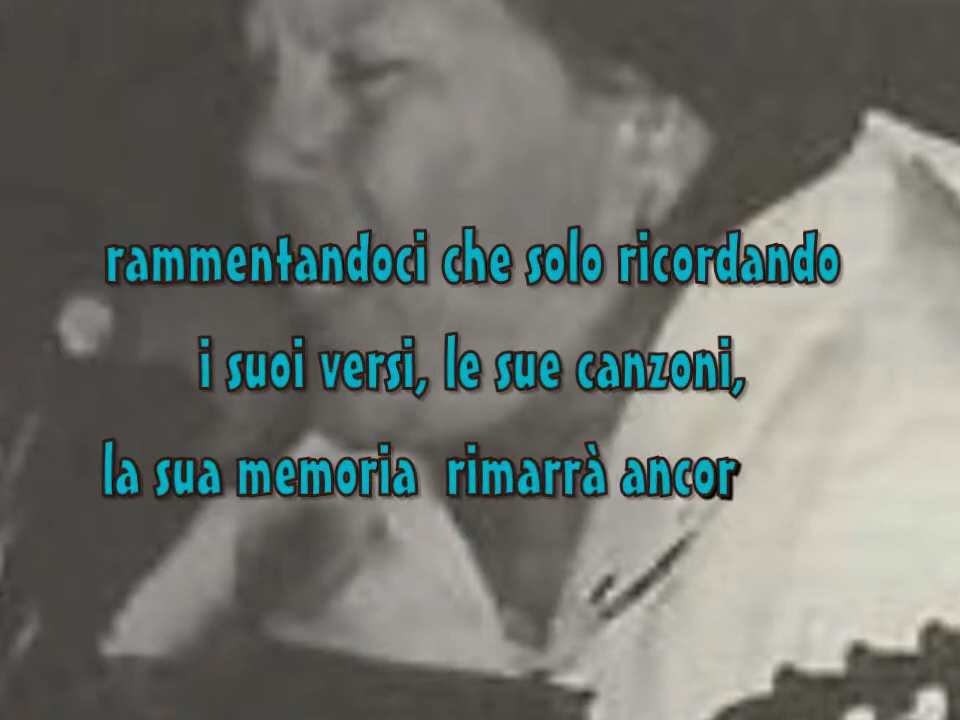 rammentandoci che solo ricordando
i suoi versi, le sue canzoni,
la sua memoria rimarrà ancor